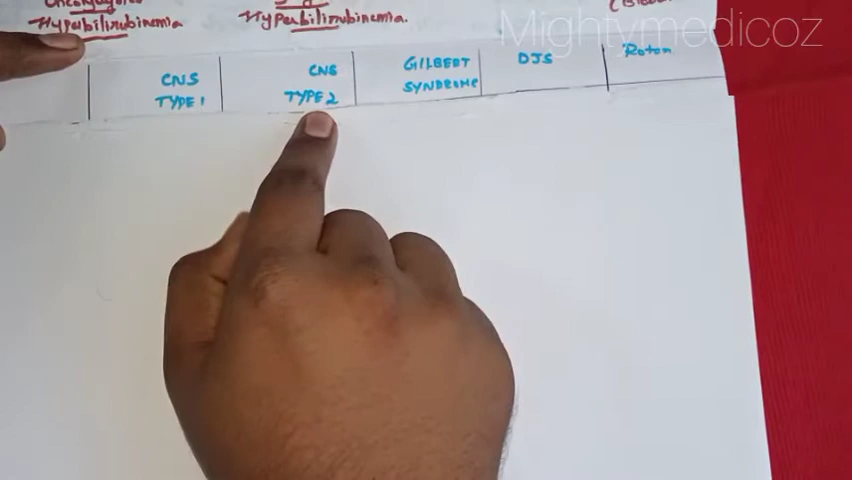 Hyperbilirubinemia
Hyperbilirubinemia.
Mightymedicoz
CNS
TYPE 1
CNS
TYPE 2
GILBERT
SYNDROME
DJS
Rotor